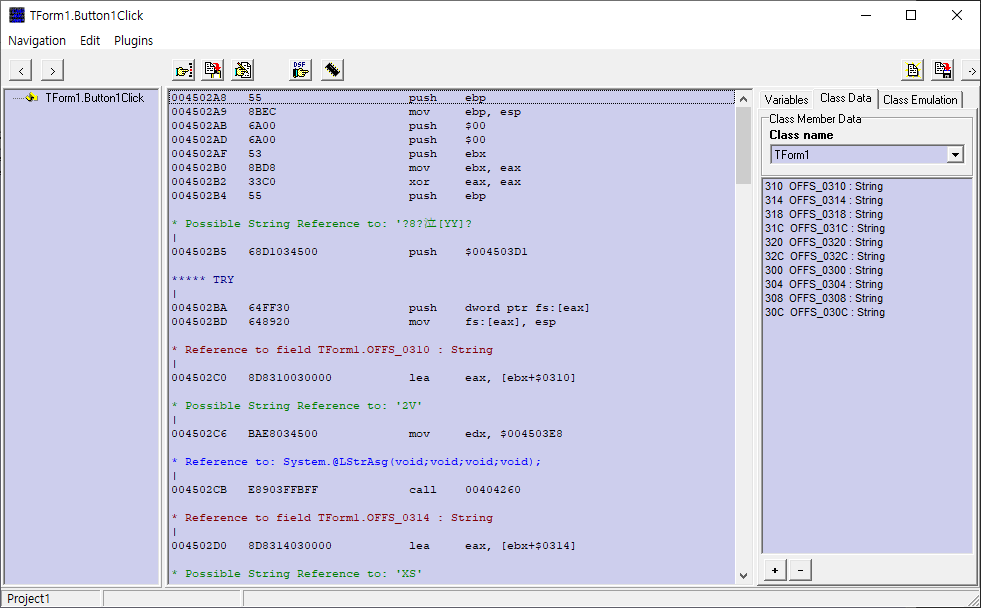 TForm1.Button1Click
Navigation Edit Plugins
DSF
TForm1.Button1Click
004502A8 55 push ebp
004502A9 8BEC mov ebp, esp
004502AB 6A00 push $00
004502AD 6A00 push $00
004502AF 53 push ebx
004502B0 8BD8 mov ebx, eax
004502B2 33C0 xor eax, eax
004502B4 55 push ebp
* Possible String Reference to: '?8?泣[YY]?
|
004502B5 68D1034500 push $004503D1
***** TRY
|
004502BA 64FF30 push dword ptr fs:[eax]
004502BD 648920 mov fs:[eax], esp
* Reference to field TForm1.OFFS_0310 : String
|
004502C0 8D8310030000 lea eax, [ebx+$0310]
* Possible String Reference to: '2V'
|
004502C6 BAE8034500 mov edx, $004503E8
* Reference to: System.@LStrAsg(void;void;void;void);
|
004502CB E8903FFBFF call 00404260
* Reference to field TForm1.OFFS_0314 : String
|
004502D0 8D8314030000 lea eax, [ebx+$0314]
* Possible String Reference to: 'XS'
Variables Class Data Class Emulation
Class Member Data
Class name
TForm1
310 OFFS_0310 : String
314 OFFS_0314 : String
318 OFFS_0318 : String
31C OFFS_031C : String
320 OFFS_0320 : String
32C OFFS_032C : String
300 OFFS_0300 : String
304 OFFS_0304 : String
308 OFFS_0308 : String
30C OFFS_030C : String
+ -
Project1